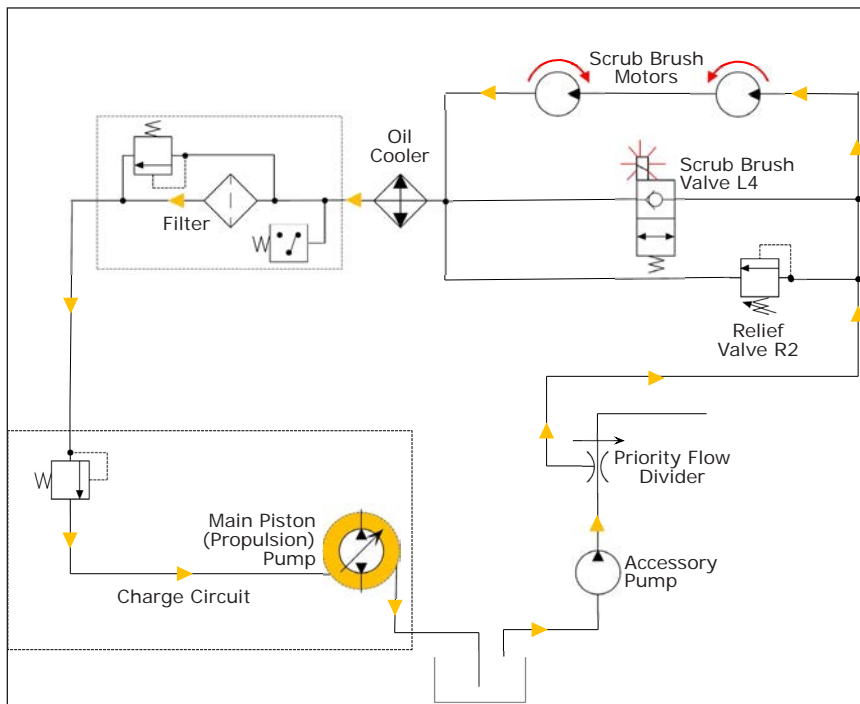 Scrub Brush
Motors
Oil
Cooler
Scrub Brush
Valve L4
Filter
Relief
Valve R2
Priority Flow
Divider
Main Piston
(Propulsion)
Pump
Accessory
Pump
Charge Circuit